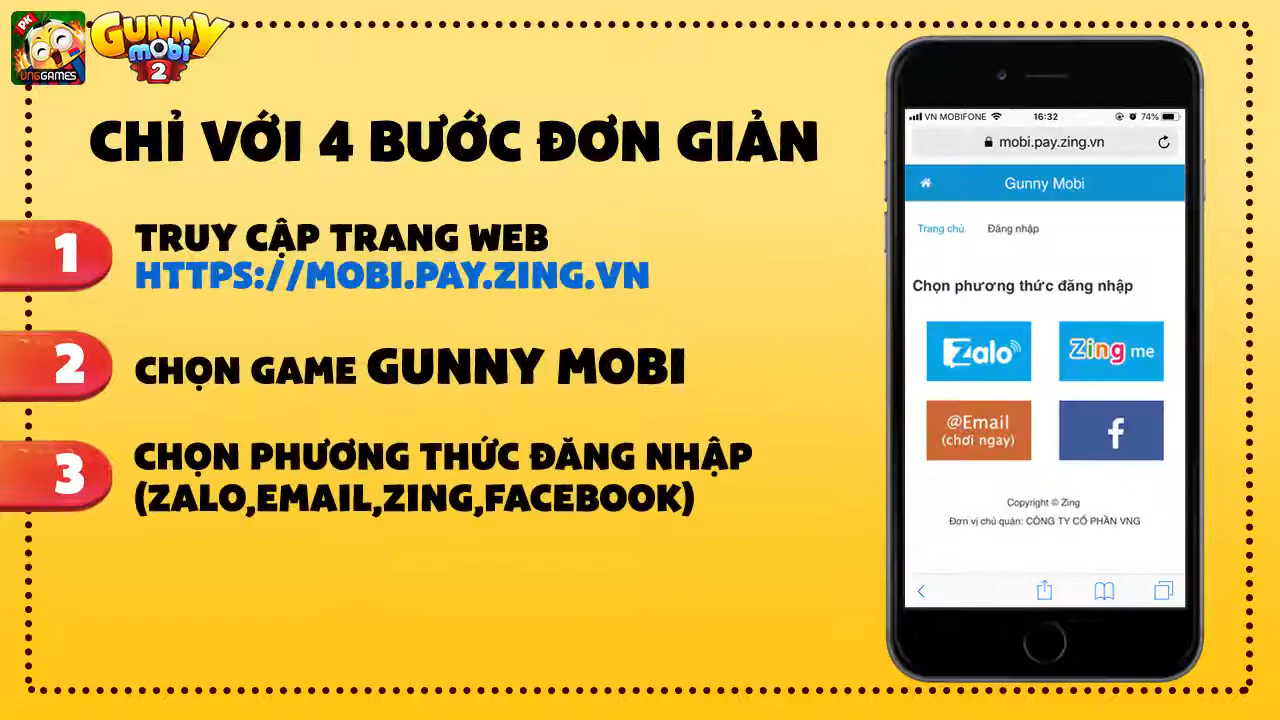 PK
VNGGAMES
GUNNY
mobi
2
CHỈ VỚI 4 BƯỚC ĐƠN GIẢN
1
TRUY CẬP TRANG WEB
HTTPS://MOBI.PAY.ZING.VN
2
CHỌN GAME GUNNY MOBI
3
CHỌN PHƯƠNG THỨC ĐĂNG NHẬP
(ZALO,EMAIL,ZING,FACEBOOK)
VN MOBIFONE 16:32 74%
mobi.pay.zing.vn
Gunny Mobi
Trang chủ Đăng nhập
Chọn phương thức đăng nhập
Zalo Zing me
@Email f
(chơi ngay)
Copyright © Zing
Đơn vị chủ quản: CÔNG TY CỔ PHẦN VNG